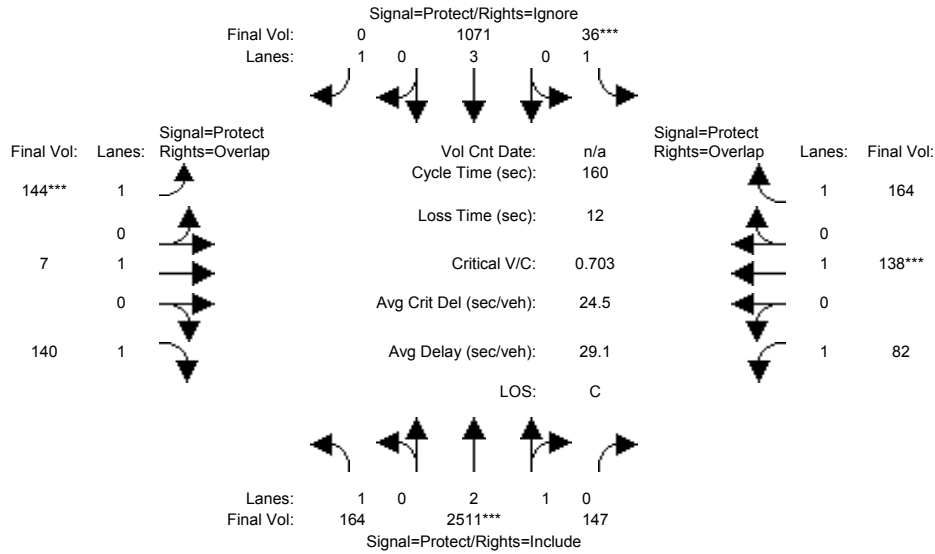 Signal=Protect/Rights=Ignore
Final Vol: 0 1071 36***
Lanes: 1 0 3 0 1
Signal=Protect Signal=Protect
Final Vol: Lanes: Rights=Overlap Vol Cnt Date: n/a Rights=Overlap Lanes: Final Vol:
Cycle Time (sec): 160
144*** 1 1 164
Loss Time (sec): 12
0 0
7 1 Critical V/C: 0.703 1 138***
0 Avg Crit Del (sec/veh): 24.5 0
140 1 Avg Delay (sec/veh): 29.1 1 82
LOS: C
Lanes: 1 0 2 1 0
Final Vol: 164 2511*** 147
Signal=Protect/Rights=Include